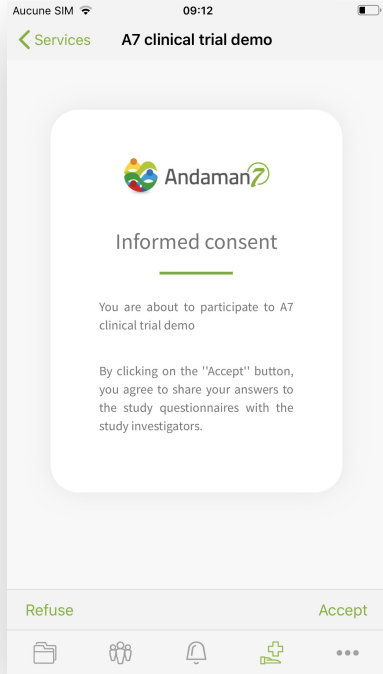 Aucune SIM 09:12
Services A7 clinical trial demo
Andaman7
Informed consent
You are about to participate to A7
clinical trial demo
By clicking on the "Accept" button,
you agree to share your answers to
the study questionnaires with the
study investigators.
Refuse Accept